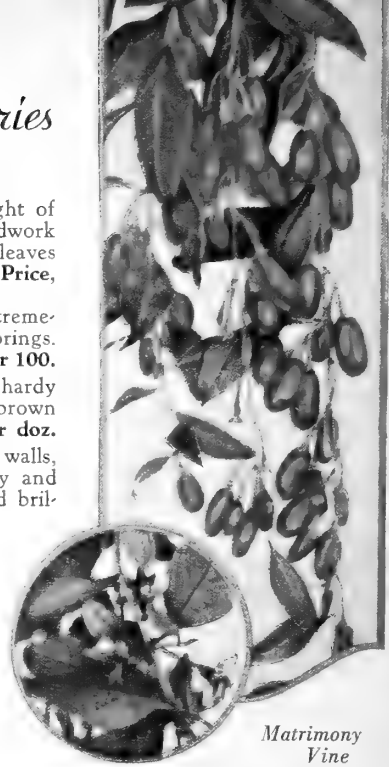 ries
ght of
dwork
leaves
Price,
treme-
prings.
r 100.
hardy
brown
r doz.
walls,
y and
d bril-
Matrimony
Vine